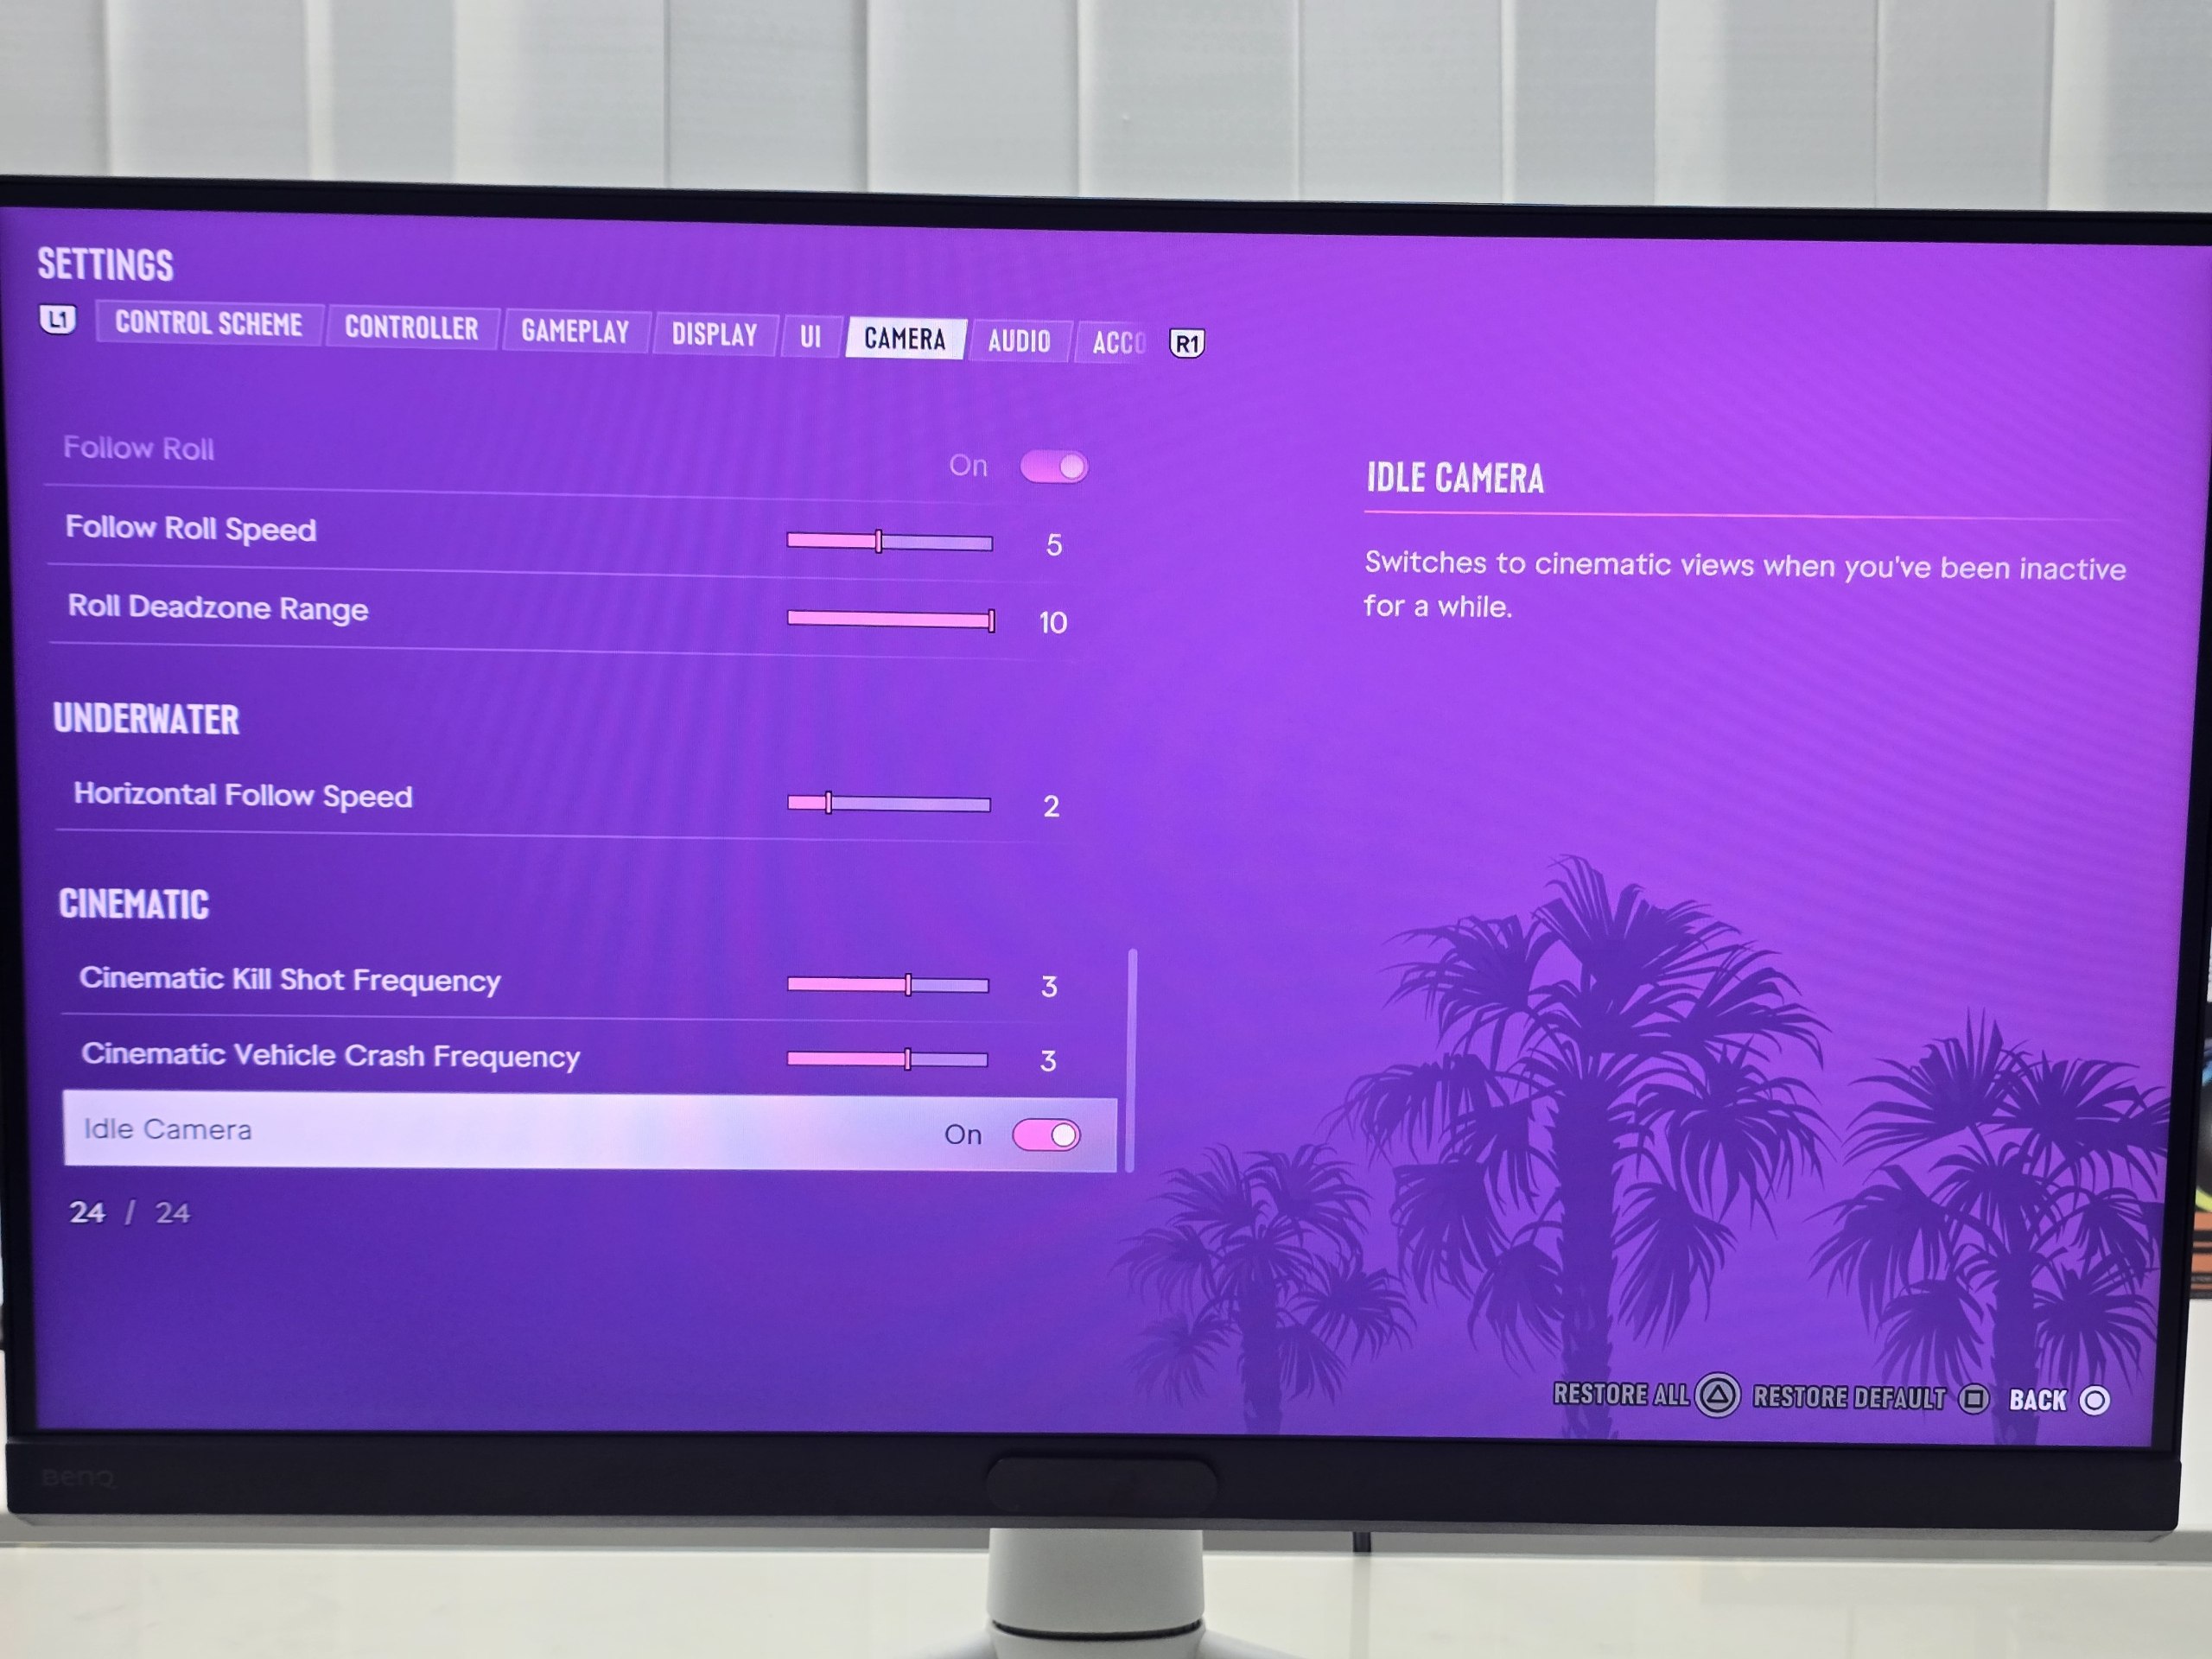 SETTINGS
L1 CONTROL SCHEME CONTROLLER GAMEPLAY DISPLAY UI CAMERA AUDIO ACCO R1
Follow Roll On
Follow Roll Speed 5
Roll Deadzone Range 10
UNDERWATER
Horizontal Follow Speed 2
CINEMATIC
Cinematic Kill Shot Frequency 3
Cinematic Vehicle Crash Frequency 3
Idle Camera On
24 / 24
IDLE CAMERA
Switches to cinematic views when you've been inactive
for a while.
RESTORE ALL RESTORE DEFAULT BACK
BenQ